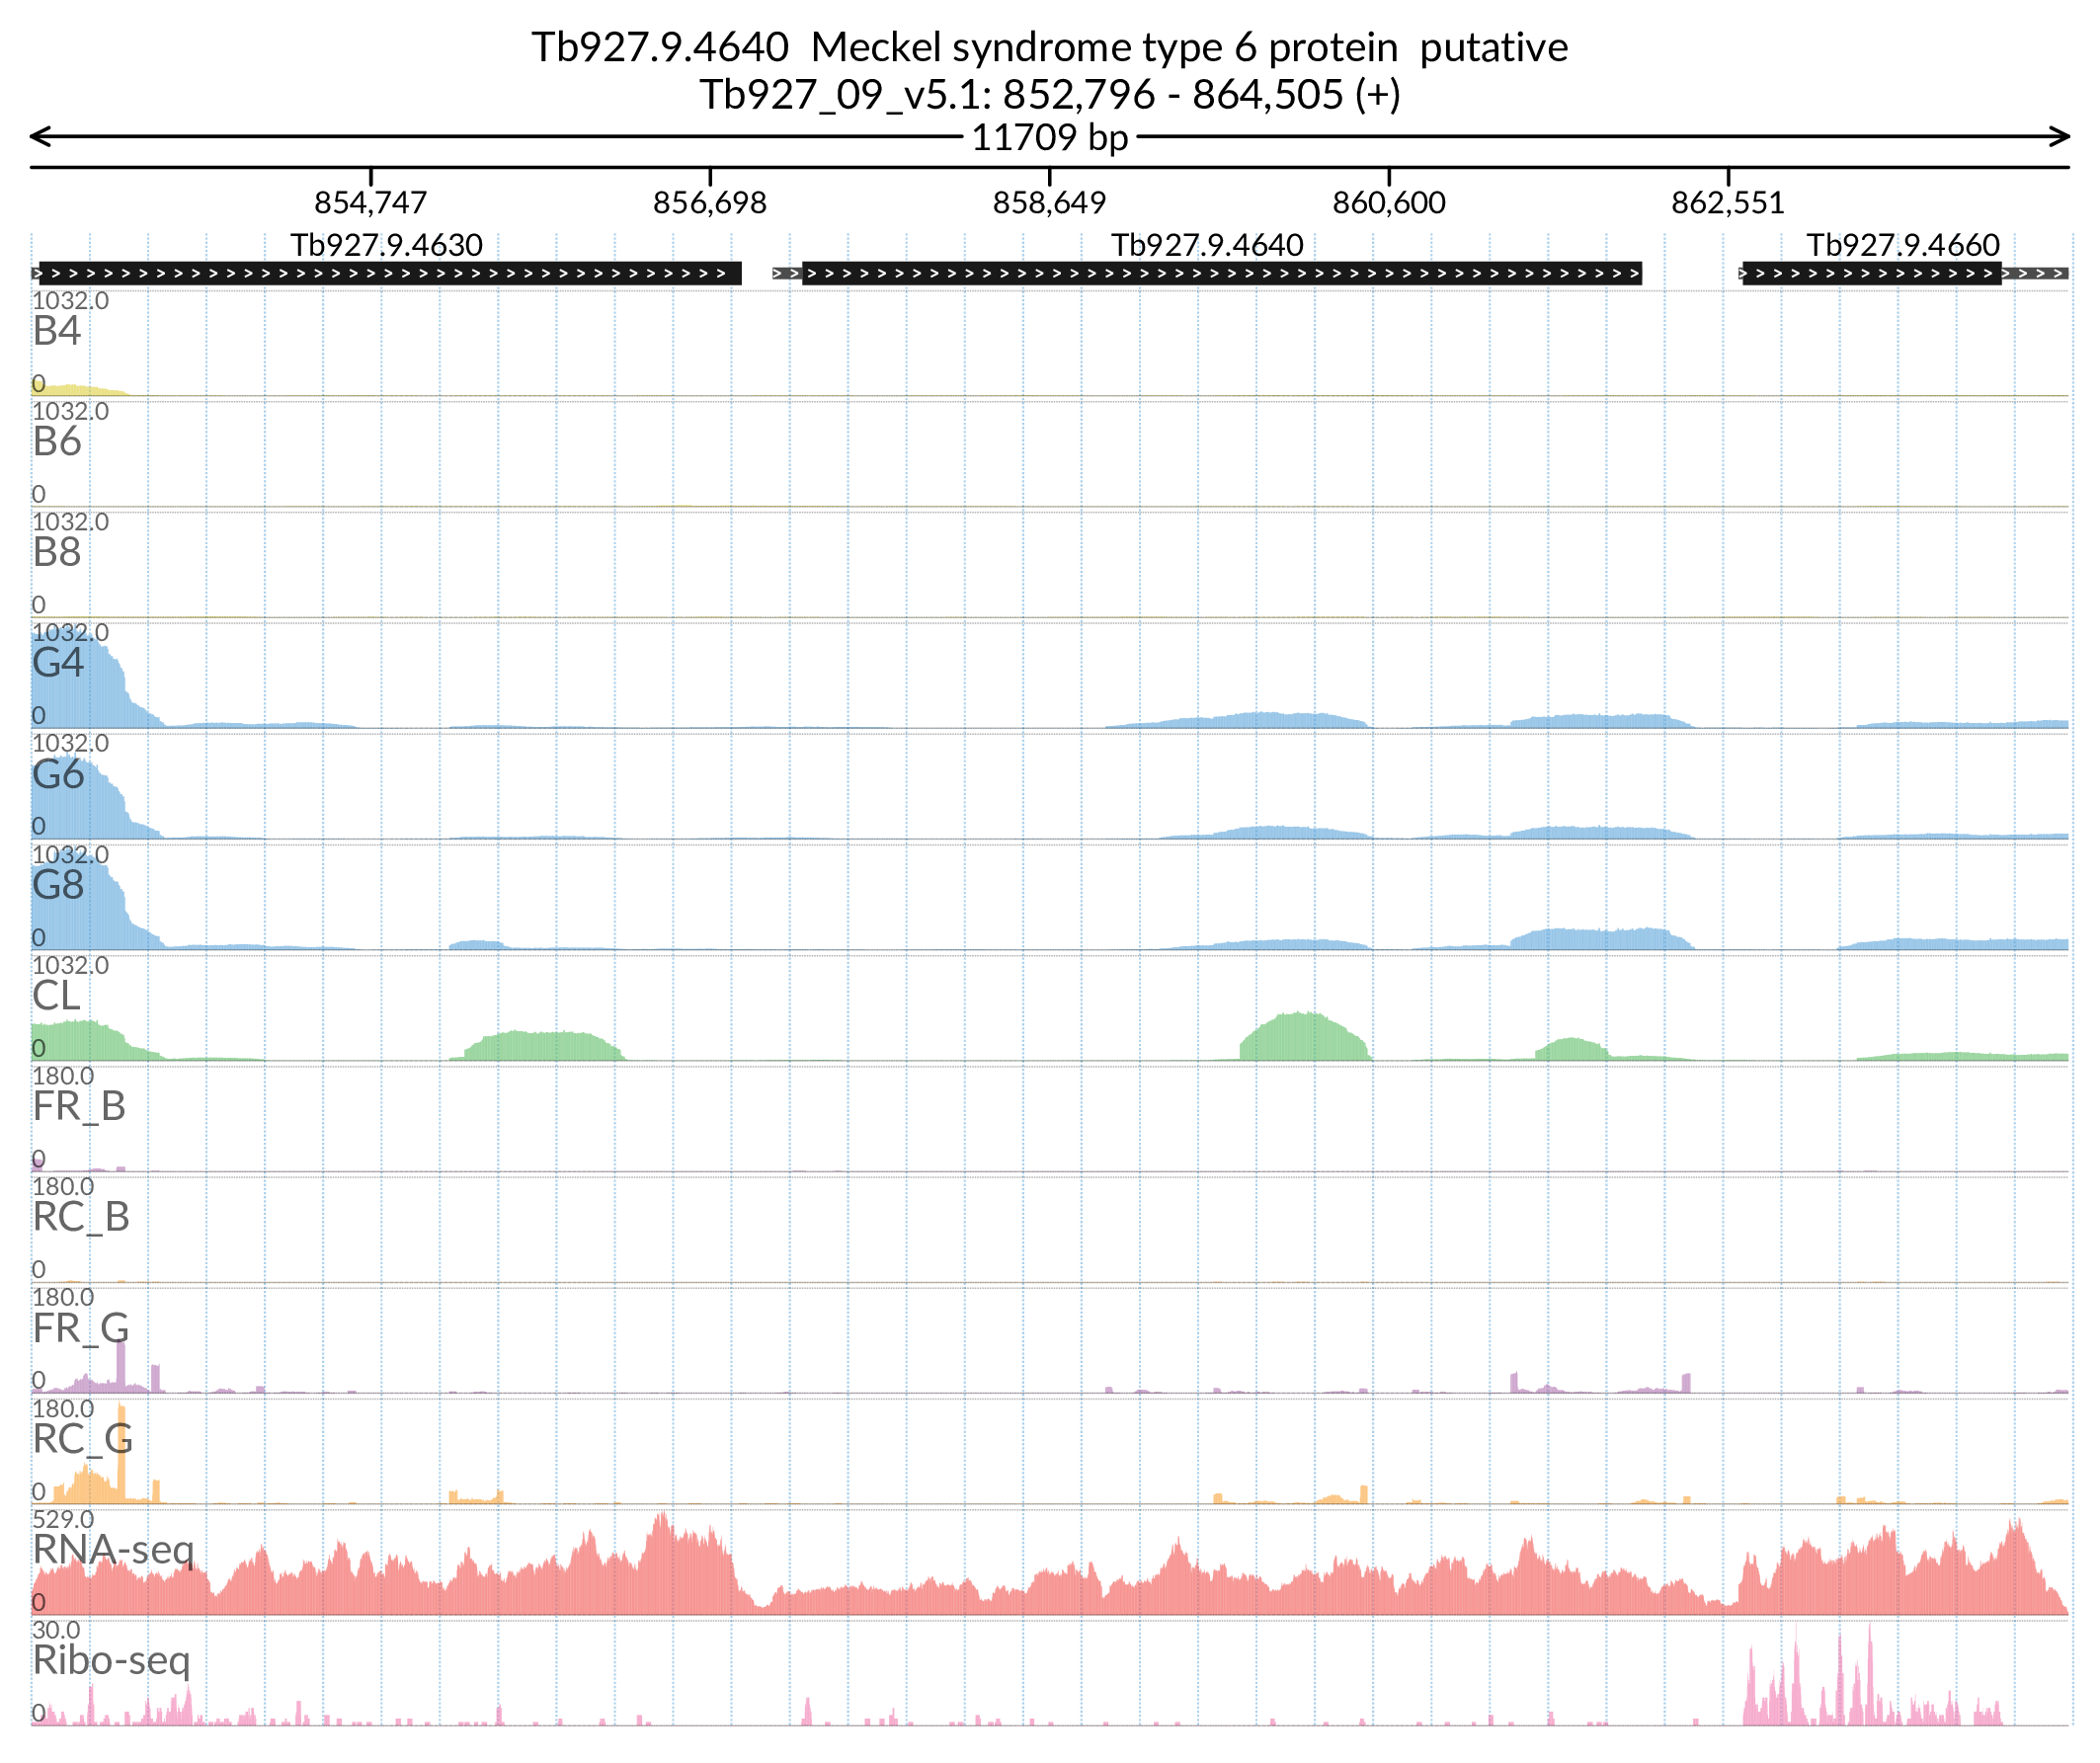 Tb927.9.4640  Meckel syndrome type 6 protein  putative
Tb927_09_v5.1: 852,796 - 864,505 (+)
11709 bp
854,747 856,698 858,649 860,600 862,551
Tb927.9.4630 Tb927.9.4640 Tb927.9.4660
1032.0
B4
0
1032.0
B6
0
1032.0
B8
0
1032.0
G4
0
1032.0
G6
0
1032.0
G8
0
1032.0
CL
0
180.0
FR_B
0
180.0
RC_B
0
180.0
FR_G
0
180.0
RC_G
0
529.0
RNA-seq
0
30.0
Ribo-seq
0